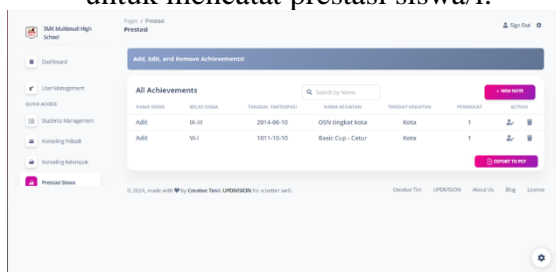 untuk mencatat prestasi siswa/i.
SMK Multistudi High School
Pages / Prestasi
Prestasi
Sign Out
Dashboard
User Management
QUICK ACCESS
Students Management
Konseling Pribadi
Konseling Kelompok
Prestasi Siswa
Add, Edit, and Remove Achievements!
All Achievements
Search by Name
+ NEW NOTE
NAMA SISWA KELAS SISWA TANGGAL PARTISIPASI NAMA KEGIATAN TINGKAT KEGIATAN PERINGKAT ACTION
Adit IX-III 2014-06-10 OSN tingkat kota Kota 1
Adit VI-I 1011-10-10 Basic Cup - Catur Kota 1
EXPORT TO PDF
© 2024, made with by Creative Tim& UPDIVISION for a better web.
Creative Tim UPDIVISION About Us Blog License